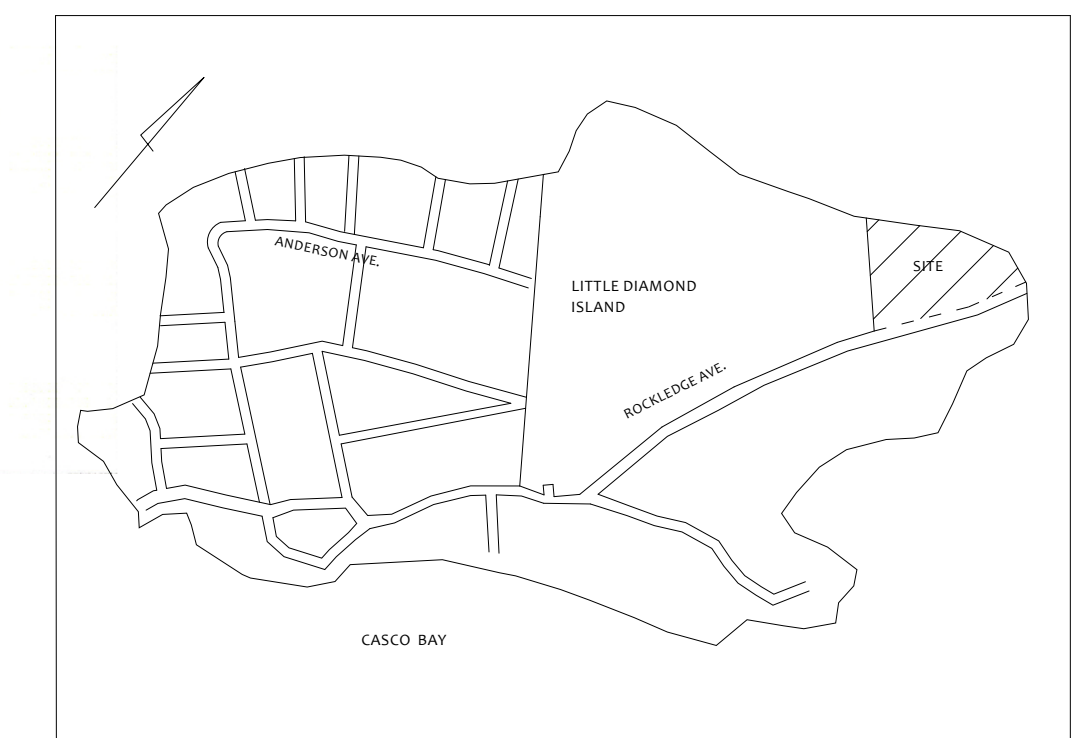 ANDERSON AVE.
SITE
LITTLE DIAMOND
ISLAND
ROCKLEDGE AVE.
CASCO BAY